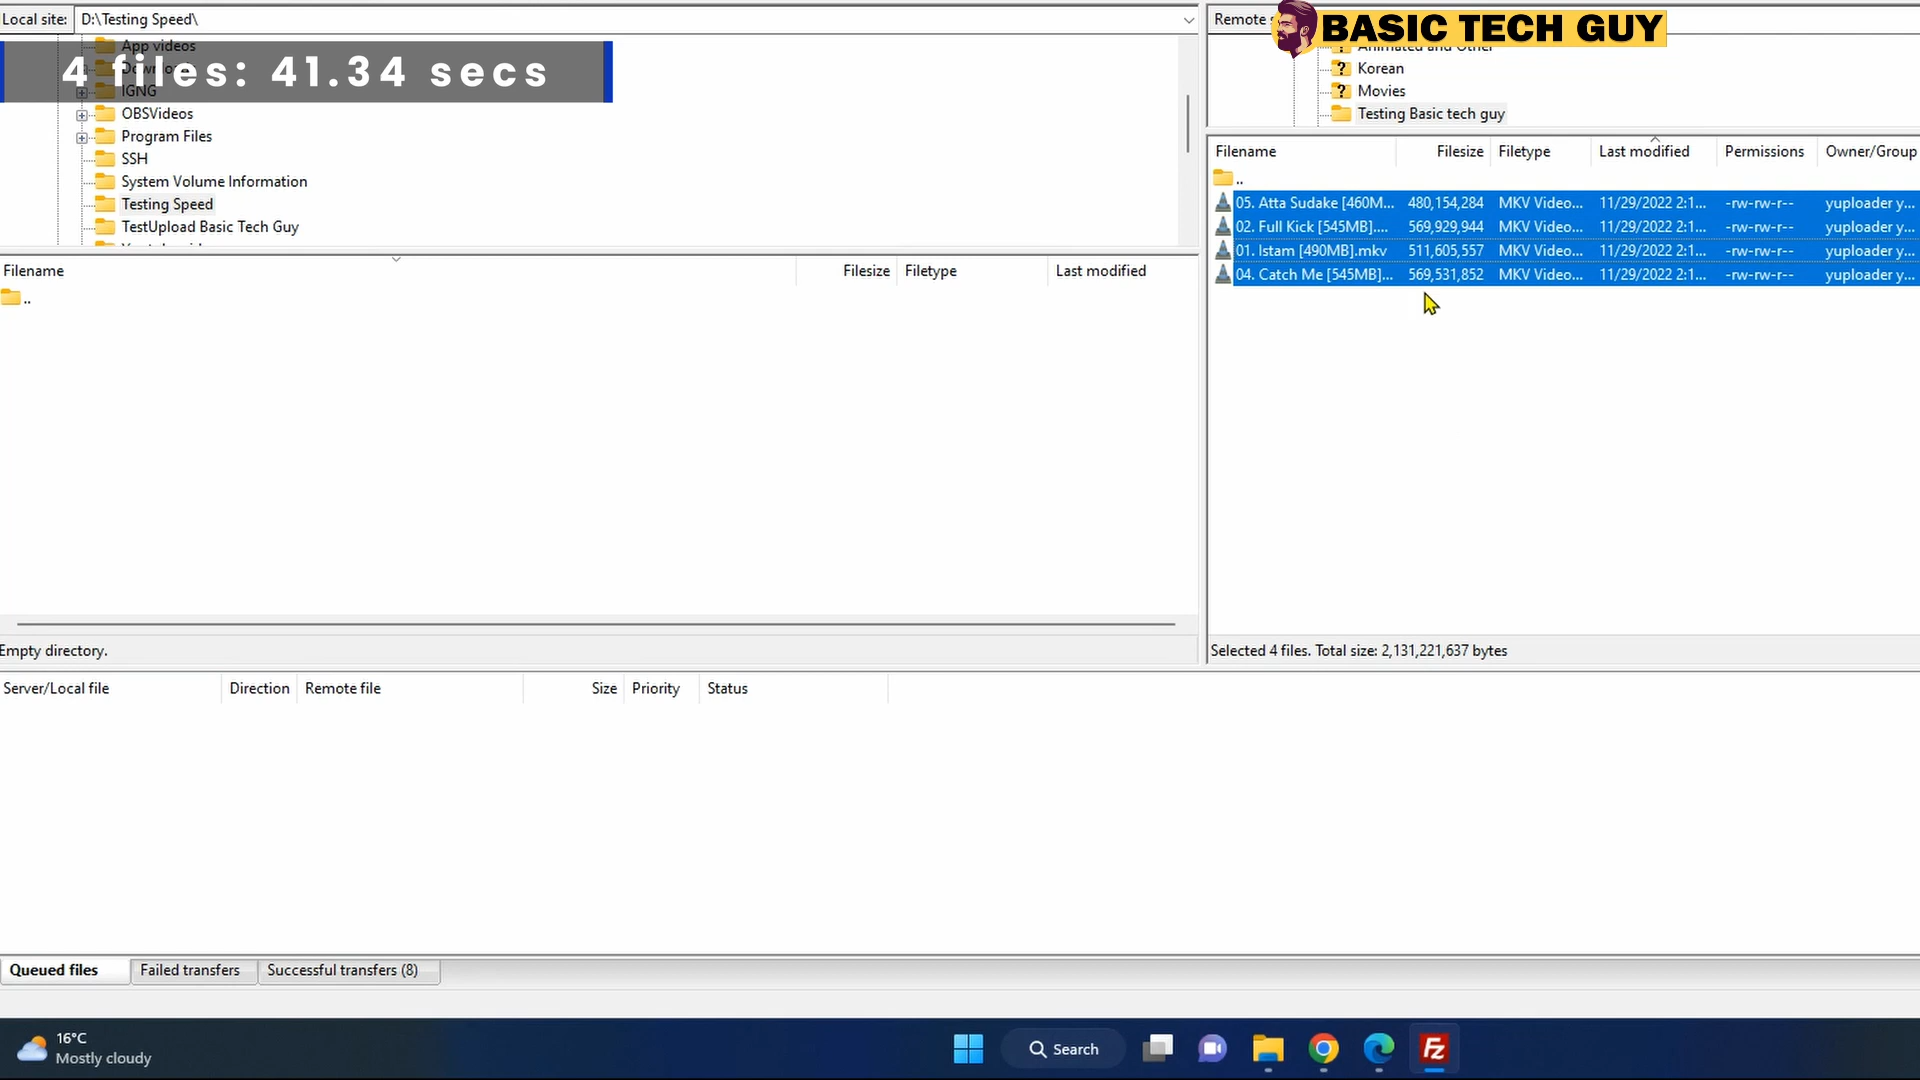 Local site: D:\Testing Speed\
App videos
4 files: 41.34 secs
IGNG
OBSVideos
Program Files
SSH
System Volume Information
Testing Speed
TestUpload Basic Tech Guy
Filename Filesize Filetype Last modified
..
Empty directory.
Remote
BASIC TECH GUY
Animated and Other
Korean
Movies
Testing Basic tech guy
Filename Filesize Filetype Last modified Permissions Owner/Group
..
05. Atta Sudake [460M... 480,154,284 MKV Video... 11/29/2022 2:1... -rw-rw-r-- yuploader y...
02. Full Kick [545MB].... 569,929,944 MKV Video... 11/29/2022 2:1... -rw-rw-r-- yuploader y...
01. Istam [490MB].mkv 511,605,557 MKV Video... 11/29/2022 2:1... -rw-rw-r-- yuploader y...
04. Catch Me [545MB]... 569,531,852 MKV Video... 11/29/2022 2:1... -rw-rw-r-- yuploader y...
Selected 4 files. Total size: 2,131,221,637 bytes
Server/Local file Direction Remote file Size Priority Status
Queued files Failed transfers Successful transfers (8)
16°C
Mostly cloudy
Search